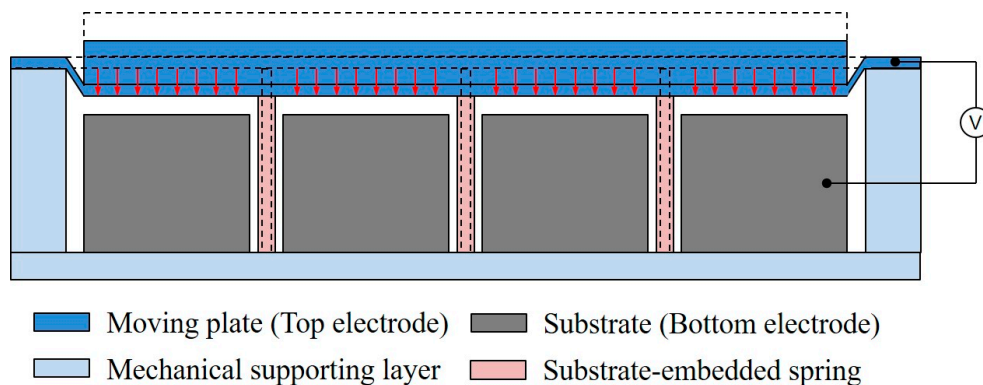 V
Moving plate (Top electrode)
Substrate (Bottom electrode)
Mechanical supporting layer
Substrate-embedded spring